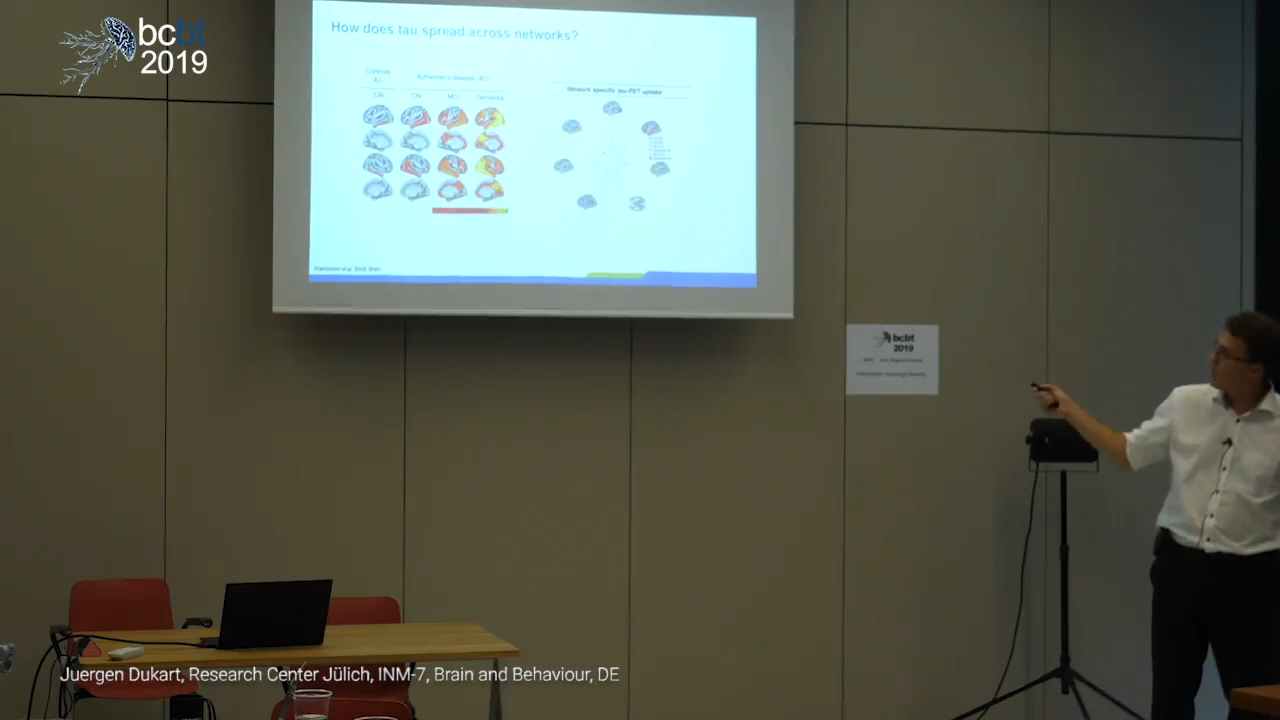 bcbt
2019
How does tau spread across networks?
Controls
Alzheimer's disease (AD)
CN
CN
MCI
Dementia
Network specific tau-PET uptake
bcbt
2019
Juergen Dukart, Research Center Jülich, INM-7, Brain and Behaviour, DE